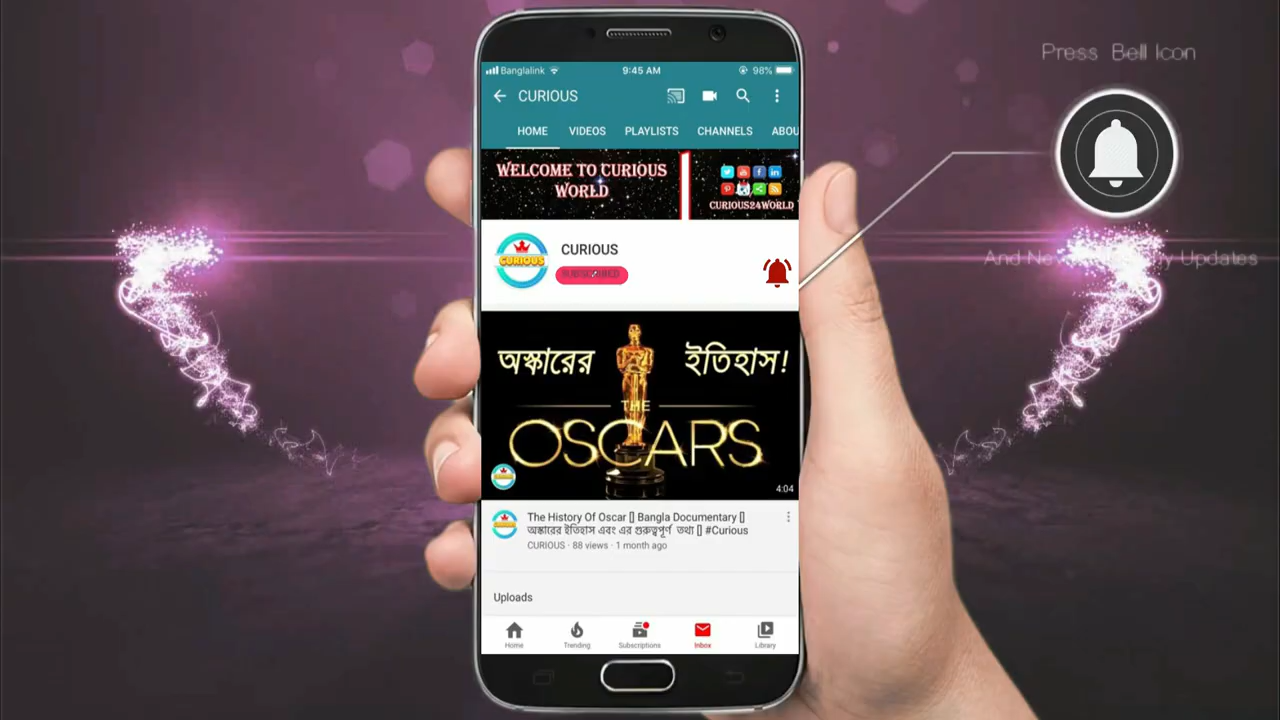 Press Bell Icon
Banglalink
9:45 AM
98%
CURIOUS
HOME VIDEOS PLAYLISTS CHANNELS ABOU
WELCOME TO CURIOUS
WORLD
CURIOUS24WORLD
CURIOUS
CURIOUS
SUBSCRIBED
Updates
অস্কারের ইতিহাস!
THE
OSCARS
4:04
The History Of Oscar [] Bangla Documentary []
অস্কারের ইতিহাস এবং এর গুরুত্বপূর্ণ তথ্য [] #Curious
CURIOUS · 88 views · 1 month ago
Uploads
Home Trending Subscriptions Inbox Library